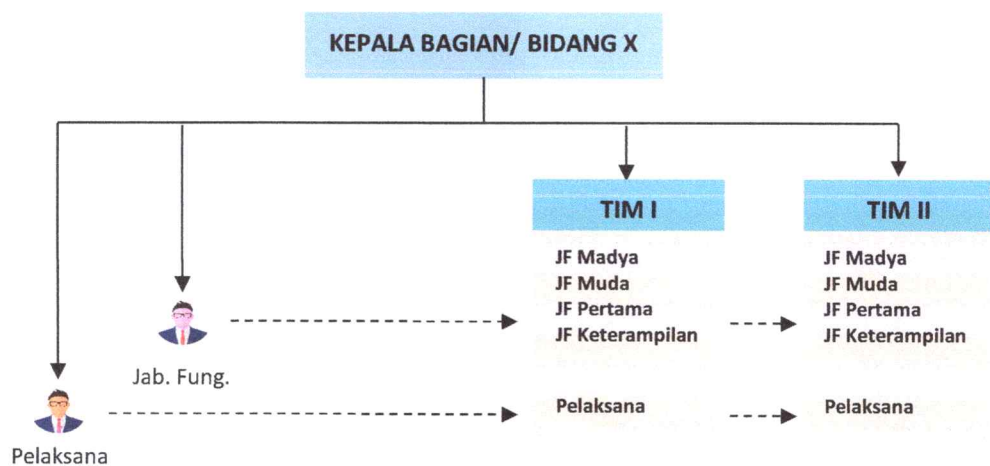 KEPALA BAGIAN/ BIDANG X
TIM I
TIM II
JF Madya
JF Muda
JF Pertama
JF Keterampilan
JF Madya
JF Muda
JF Pertama
JF Keterampilan
Jab. Fung.
Pelaksana
Pelaksana
Pelaksana